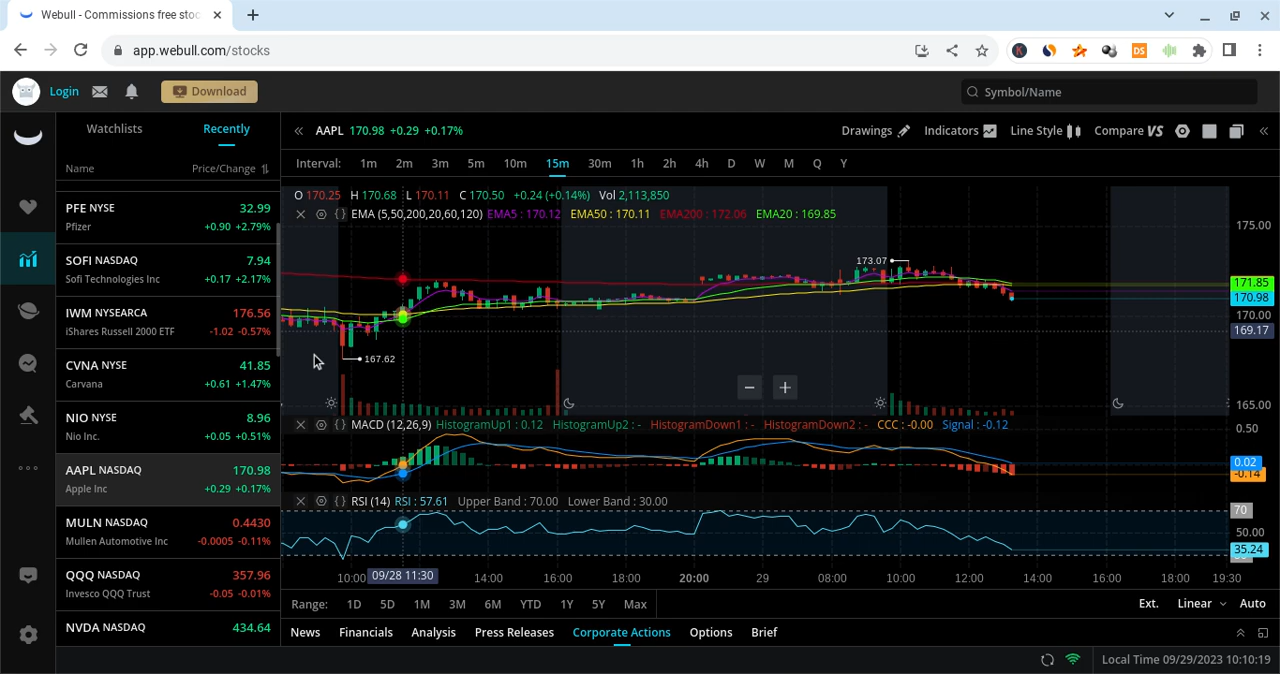 Webull - Commissions free stoc
app.webull.com/stocks
DS
Login
Download
Symbol/Name
Watchlists
Recently
Name
Price/Change
PFE NYSE 32.99
Pfizer +0.90 +2.79%
SOFI NASDAQ 7.94
Sofi Technologies Inc +0.17 +2.17%
IWM NYSEARCA 176.56
iShares Russell 2000 ETF -1.02 -0.57%
CVNA NYSE 41.85
Carvana +0.61 +1.47%
NIO NYSE 8.96
Nio Inc. +0.05 +0.51%
AAPL NASDAQ 170.98
Apple Inc +0.29 +0.17%
MULN NASDAQ 0.4430
Mullen Automotive Inc -0.0005 -0.11%
QQQ NASDAQ 357.96
Invesco QQQ Trust -0.05 -0.01%
NVDA NASDAQ 434.64
AAPL 170.98 +0.29 +0.17%
Drawings Indicators Line Style Compare VS
Interval: 1m 2m 3m 5m 10m 15m 30m 1h 2h 4h D W M Q Y
O 170.25 H 170.68 L 170.11 C 170.50 +0.24 (+0.14%) Vol 2,113,850
EMA (5,50,200,20,60,120) EMA5 : 170.12 EMA50 : 170.11 EMA200 : 172.06 EMA20 : 169.85
175.00
173.07
171.85
170.98
170.00
169.17
167.62
165.00
MACD (12,26,9) HistogramUp1 : 0.12 HistogramUp2 : - HistogramDown1 : - HistogramDown2 : - CCC : -0.00 Signal : -0.12
0.50
0.02
-0.14
RSI (14) RSI : 57.61 Upper Band : 70.00 Lower Band : 30.00
70
50.00
35.24
10:00 09/28 11:30 14:00 16:00 18:00 20:00 29 08:00 10:00 12:00 14:00 16:00 18:00 19:30
Range: 1D 5D 1M 3M 6M YTD 1Y 5Y Max
Ext. Linear Auto
News Financials Analysis Press Releases Corporate Actions Options Brief
Local Time 09/29/2023 10:10:19